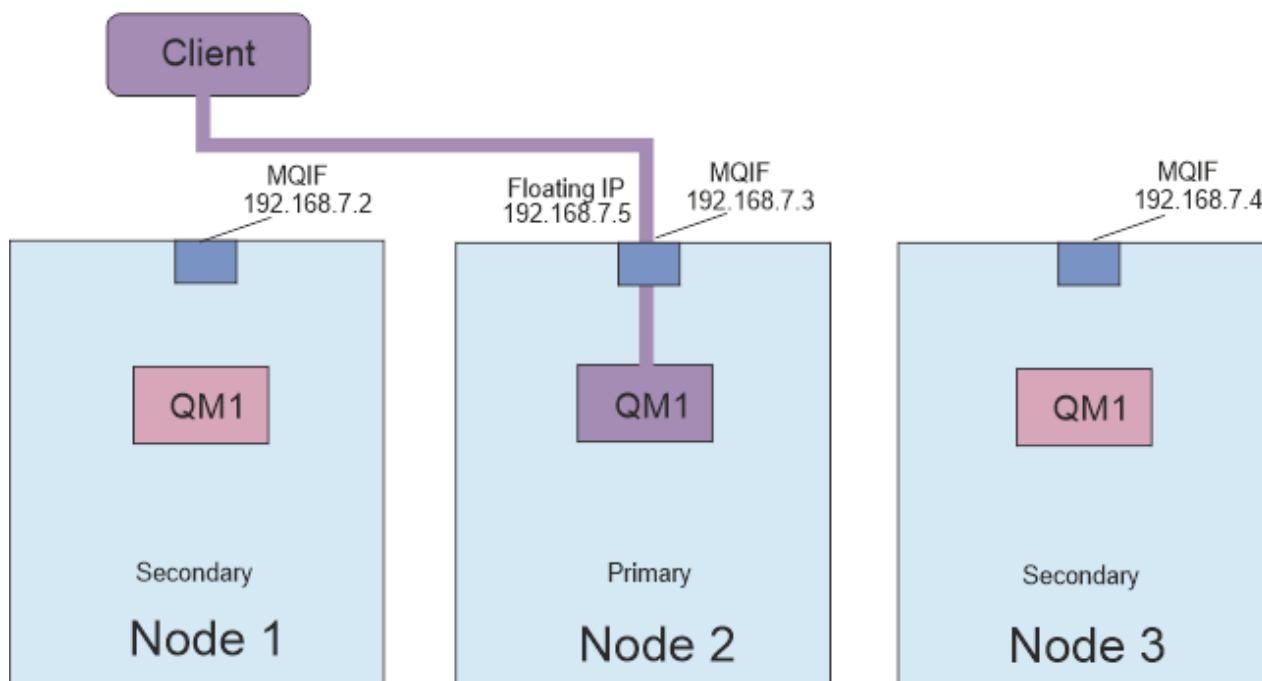 Client
MQIF
192.168.7.2
Floating IP
192.168.7.5
MQIF
192.168.7.3
MQIF
192.168.7.4
QM1
QM1
QM1
Secondary
Primary
Secondary
Node 1
Node 2
Node 3